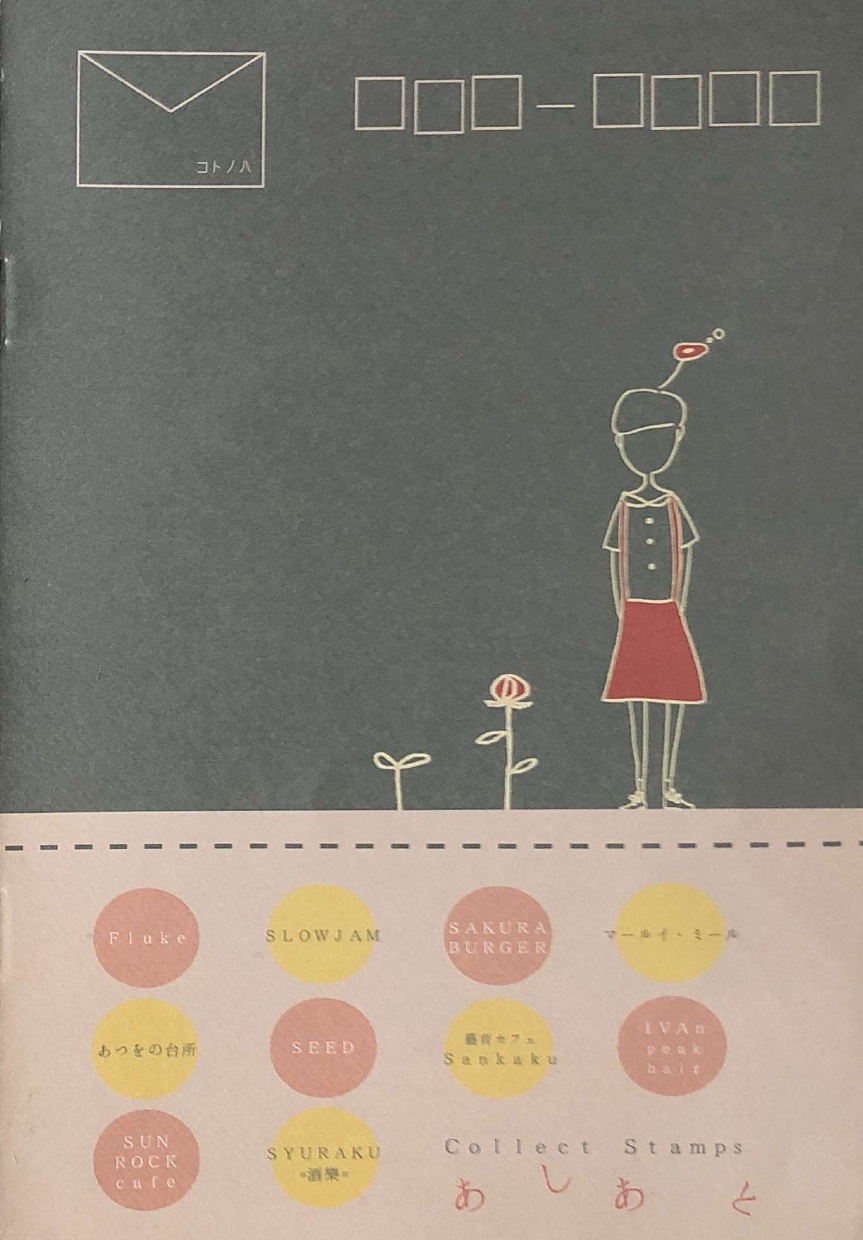 コトノハ
Fluke
SLOWJAM
SAKURA
BURGER
マールイ・ミール
あつをの台所
SEED
藝音カフェ
Sankaku
IVAn
peak
hair
SUN
ROCK
cafe
SYURAKU
=酒樂=
Collect Stamps
あしあと